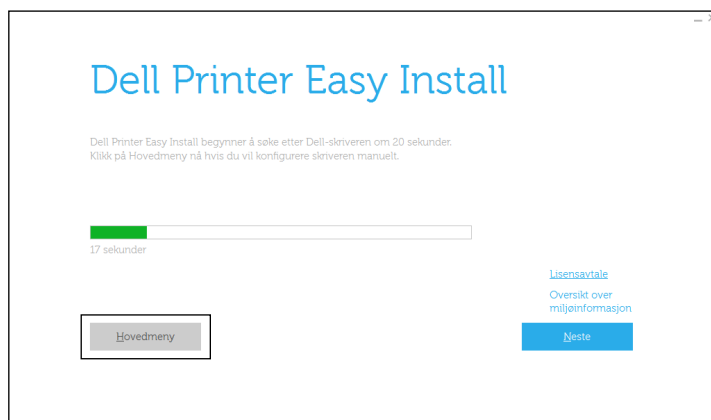 Dell Printer Easy Install
Dell Printer Easy Install begynner å søke etter Dell-skriveren om 20 sekunder.
Klikk på Hovedmeny nå hvis du vil konfigurere skriveren manuelt.
17 sekunder
Lisensavtale
Oversikt over
miljøinformasjon
Hovedmeny
Neste